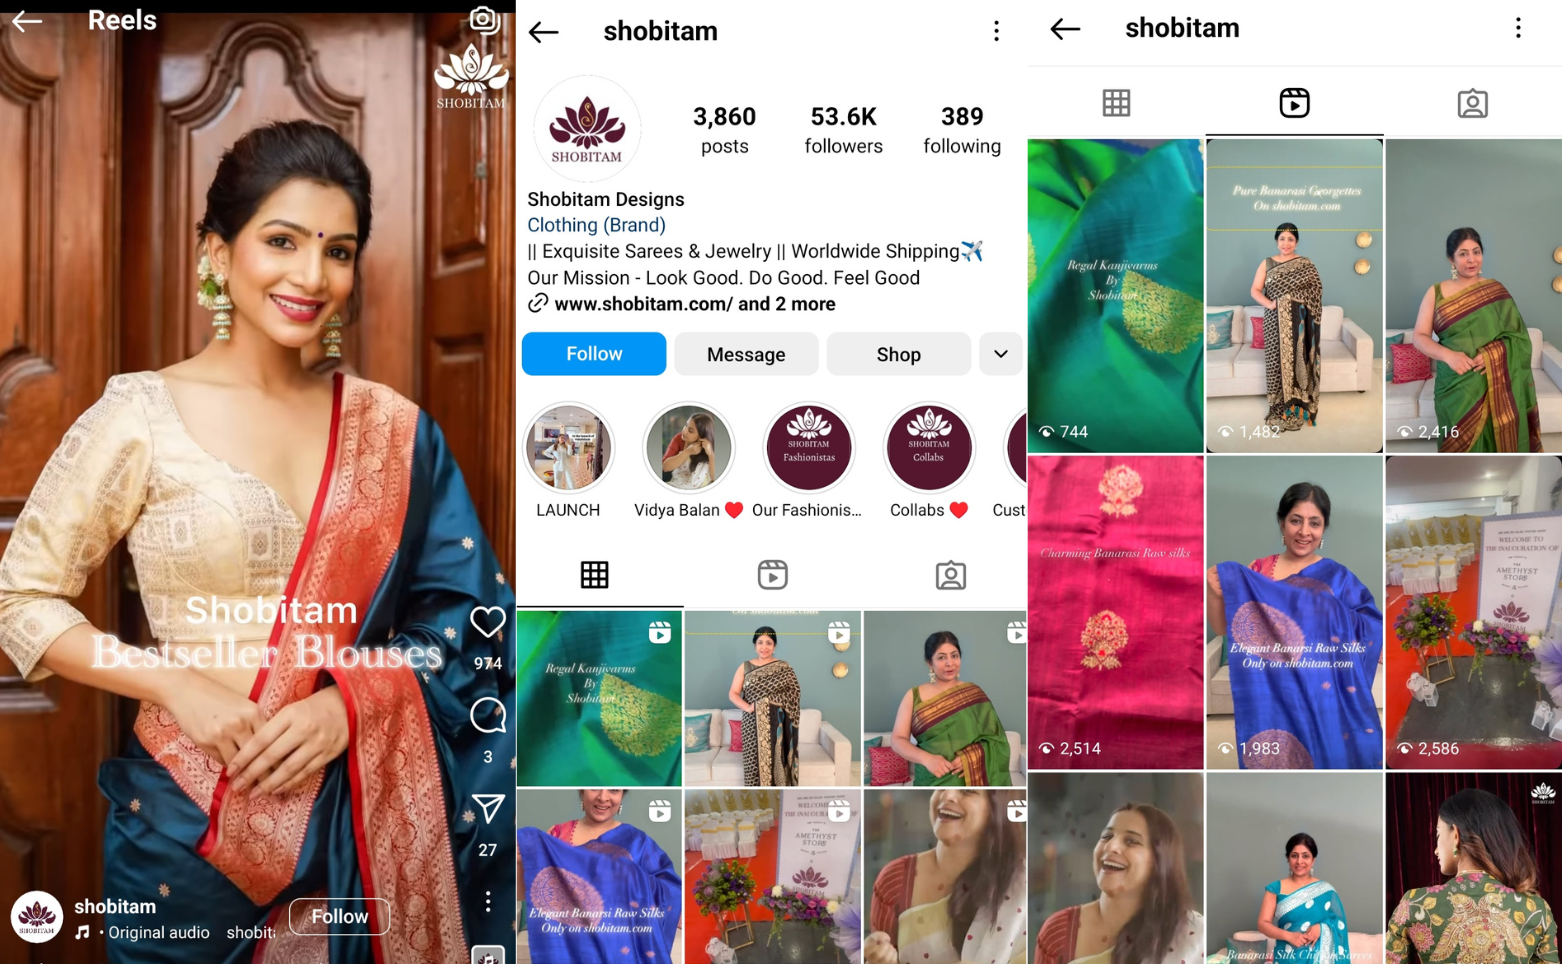 Reels
SHOBITAM
Shobitam
Bestseller Blouses
974
3
27
shobitam
• Original audio shobit
Follow
shobitam
SHOBITAM
3,860
posts
53.6K
followers
389
following
Shobitam Designs
Clothing (Brand)
|| Exquisite Sarees & Jewelry || Worldwide Shipping✈️
Our Mission - Look Good. Do Good. Feel Good
www.shobitam.com/ and 2 more
Follow
Message
Shop
SHOBITAM
Fashionistas
SHOBITAM
Collabs
LAUNCH
Vidya Balan ❤️
Our Fashionis...
Collabs ❤️
Cust
Regal Kanjivarms
By
Shobitam
On shobitam.com
Elegant Banarsi Raw Silks
Only on shobitam.com
WELCOME
THE INAUGURATION OF
THE
AMETHYST
STORE
SHOBITAM
shobitam
Regal Kanjivarms
By
Shobitam
744
Pure Banarasi Georgettes
On shobitam.com
1,482
2,416
Charming Banarasi Raw silks
2,514
Elegant Banarsi Raw Silks
Only on shobitam.com
1,983
WELCOME TO
THE INAUGURATION OF
THE
AMETHYST
STORE
SHOBITAM
2,586
Banarasi Silk Chiffon Sarees
SHOBITAM